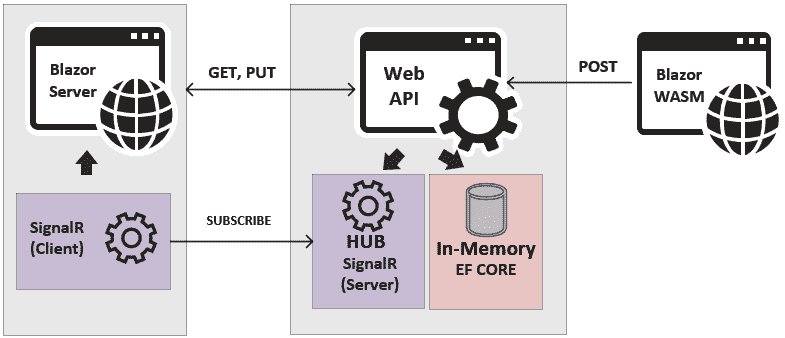 Blazor
Server
GET, PUT
Web
API
POST
Blazor
WASM
SignalR
(Client)
SUBSCRIBE
HUB
SignalR
(Server)
In-Memory
EF CORE